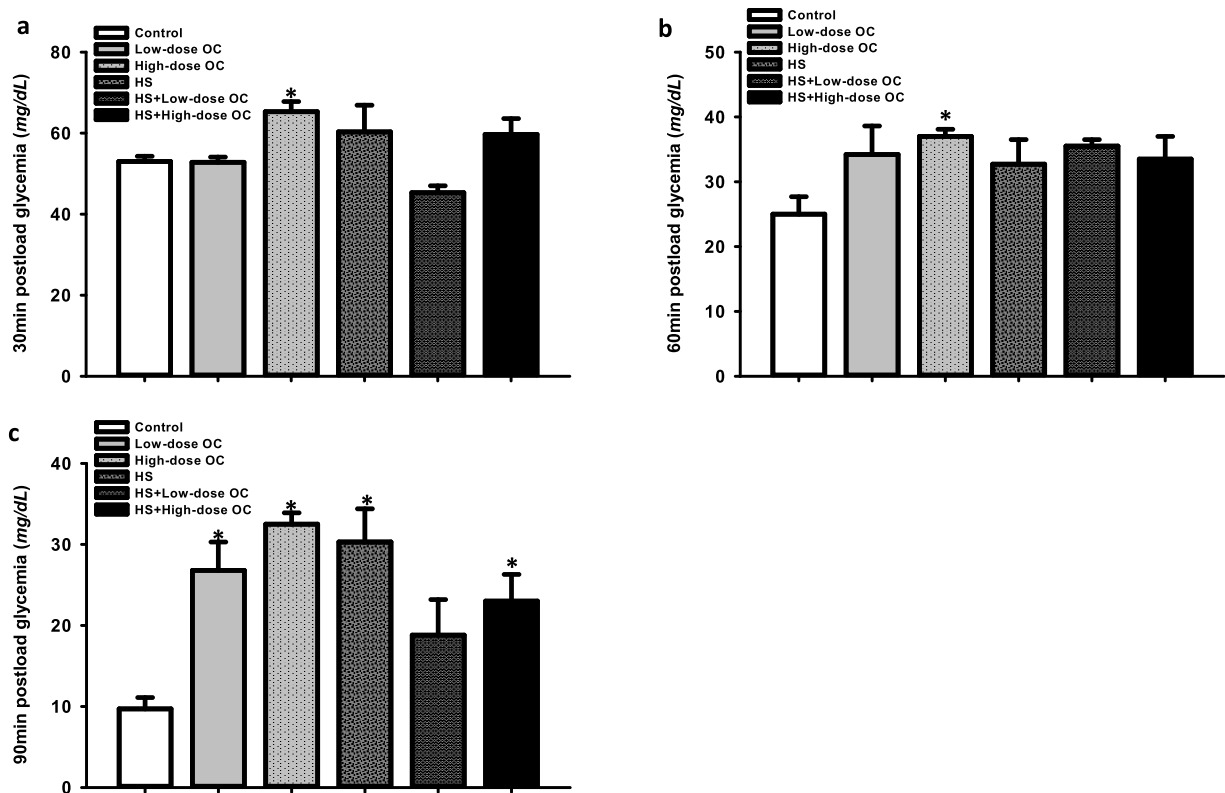 a
Control
Low-dose OC
High-dose OC
HS
HS+Low-dose OC
HS+High-dose OC
30min postload glycemia (mg/dL)
80
60
40
20
0
*
b
Control
Low-dose OC
High-dose OC
HS
HS+Low-dose OC
HS+High-dose OC
60min postload glycemia (mg/dL)
50
40
30
20
10
0
*
c
Control
Low-dose OC
High-dose OC
HS
HS+Low-dose OC
HS+High-dose OC
90min postload glycemia (mg/dL)
40
30
20
10
0
* * * *